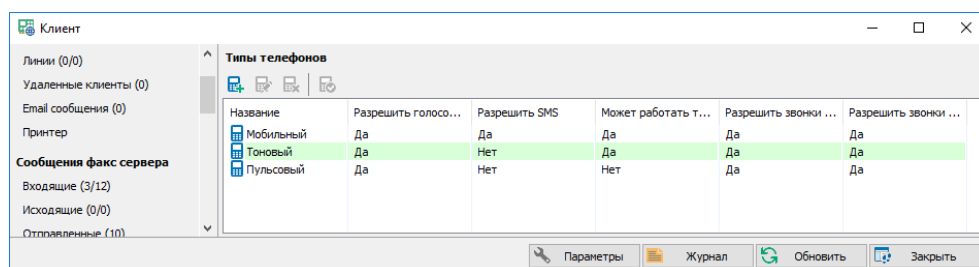 Клиент
Линии (0/0)
Удаленные клиенты (0)
Email сообщения (0)
Принтер
Сообщения факс сервера
Входящие (3/12)
Исходящие (0/0)
Отправленные (10)
Типы телефонов
Название Разрешить голосо... Разрешить SMS Может работать т... Разрешить звонки ... Разрешить звонки ...
Мобильный Да Да Да Да Да
Тоновый Да Нет Да Да Да
Пульсовый Да Нет Нет Да Да
Параметры Журнал Обновить Закрыть